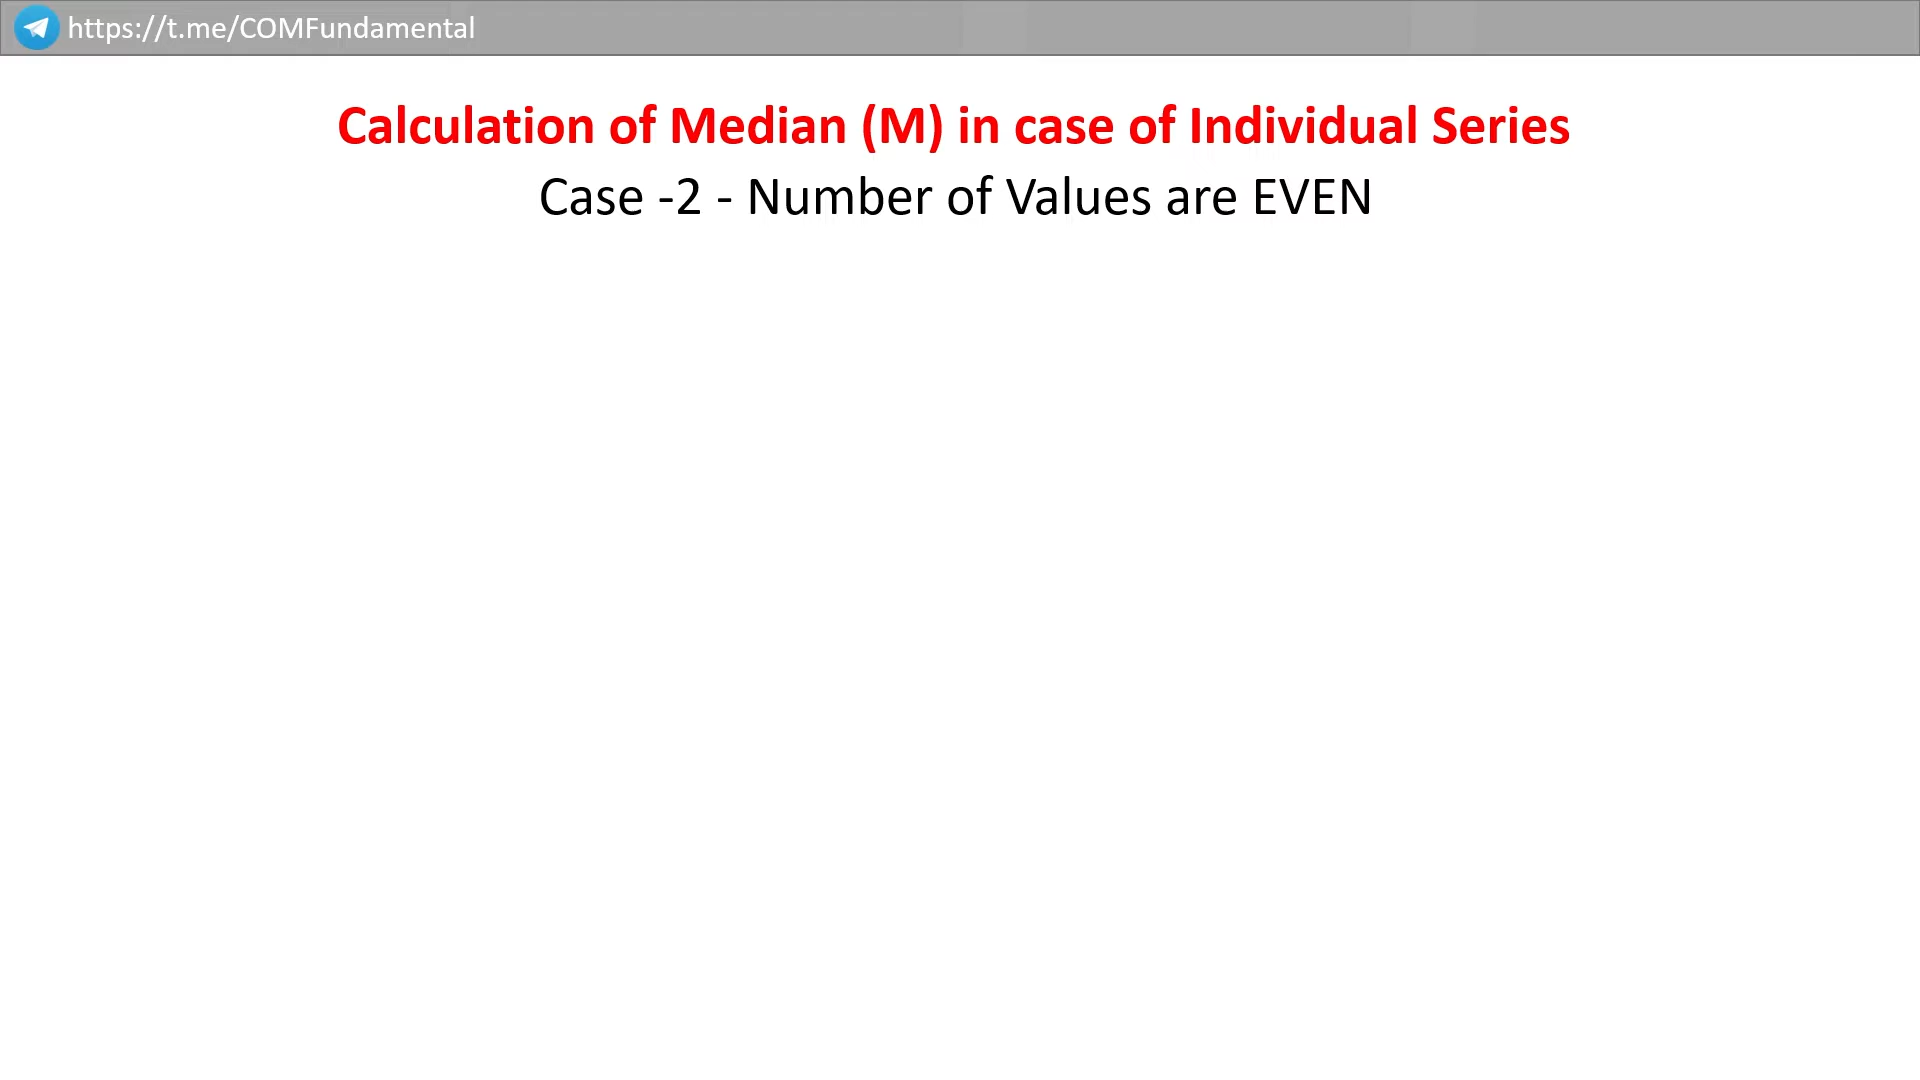 https://t.me/COMFundamental
Calculation of Median (M) in case of Individual Series
Case -2 - Number of Values are EVEN